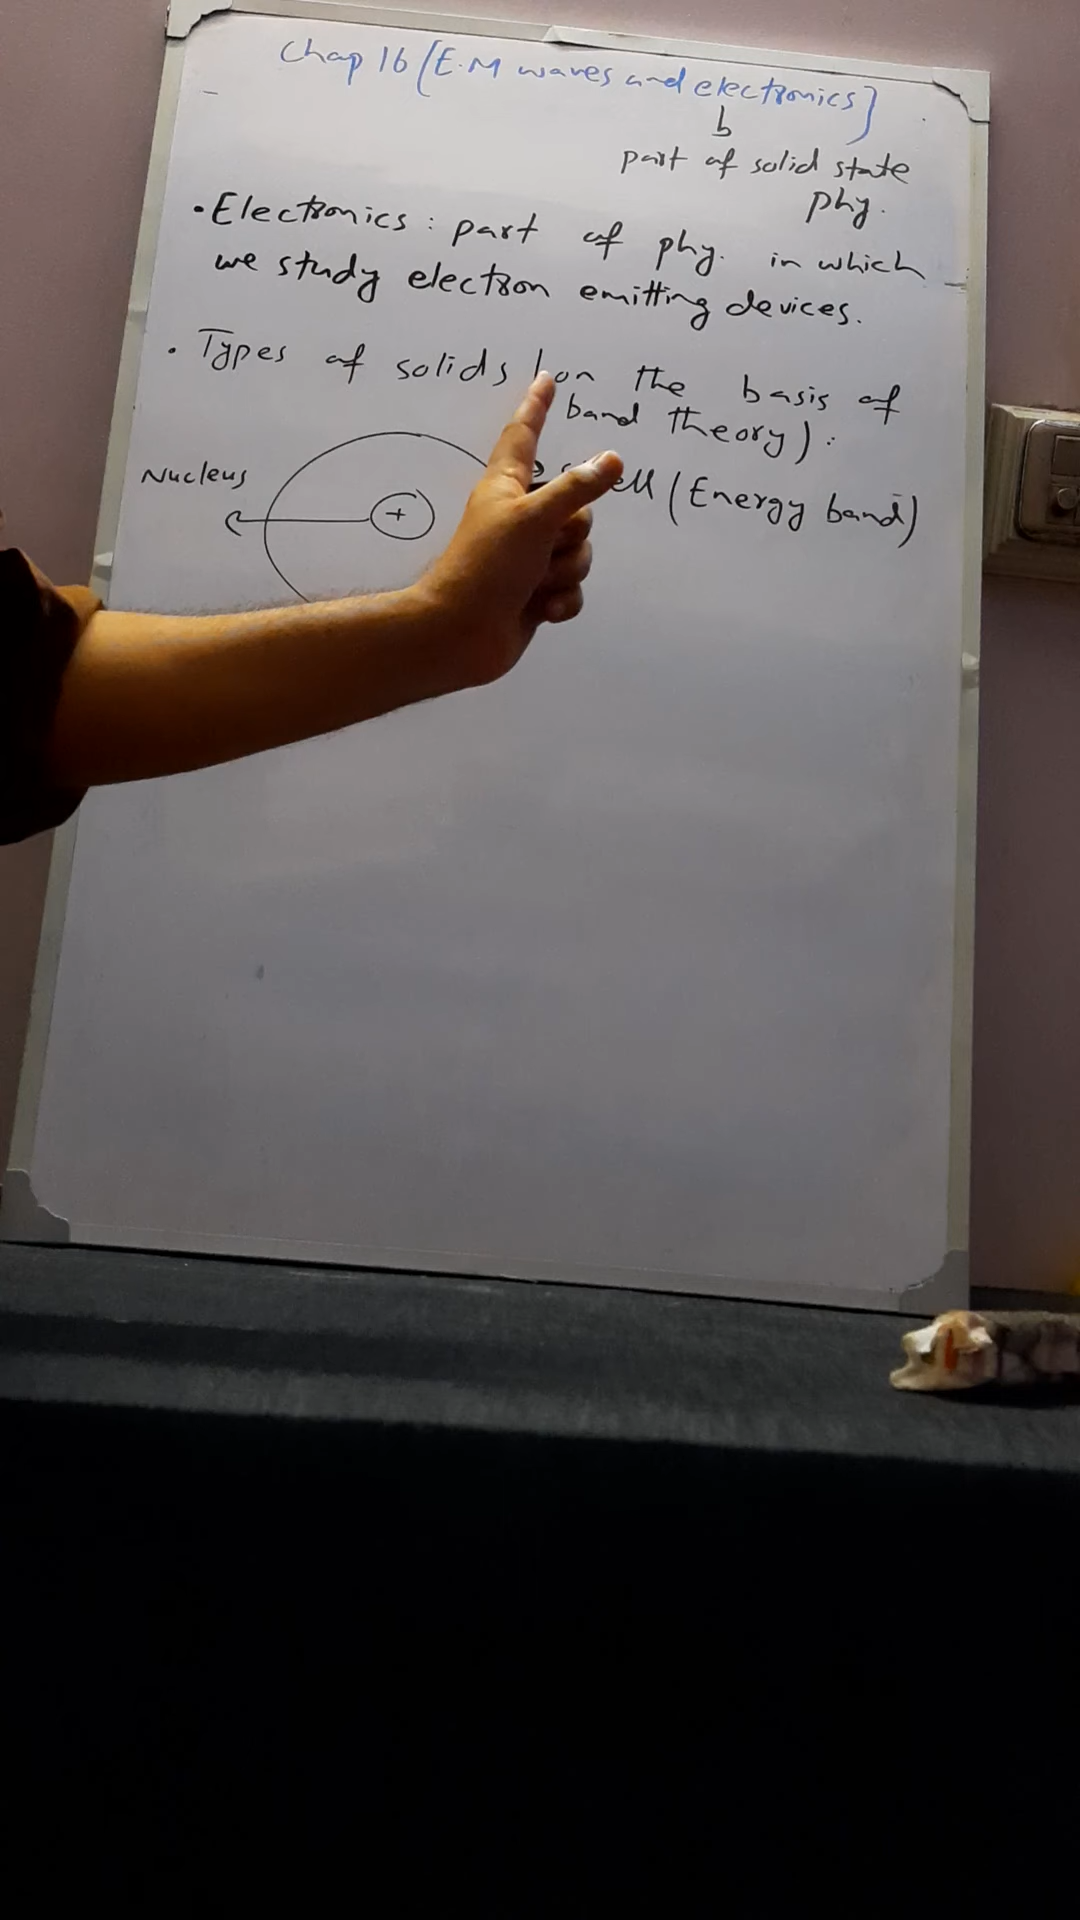 Chap 16 [E.M waves and electronics]
part of solid state
phy.
• Electronics : part of phy. in which
we study electron emitting devices.
• Types of solids (on the basis of
band theory) :
Nucleus
+
(Energy band)